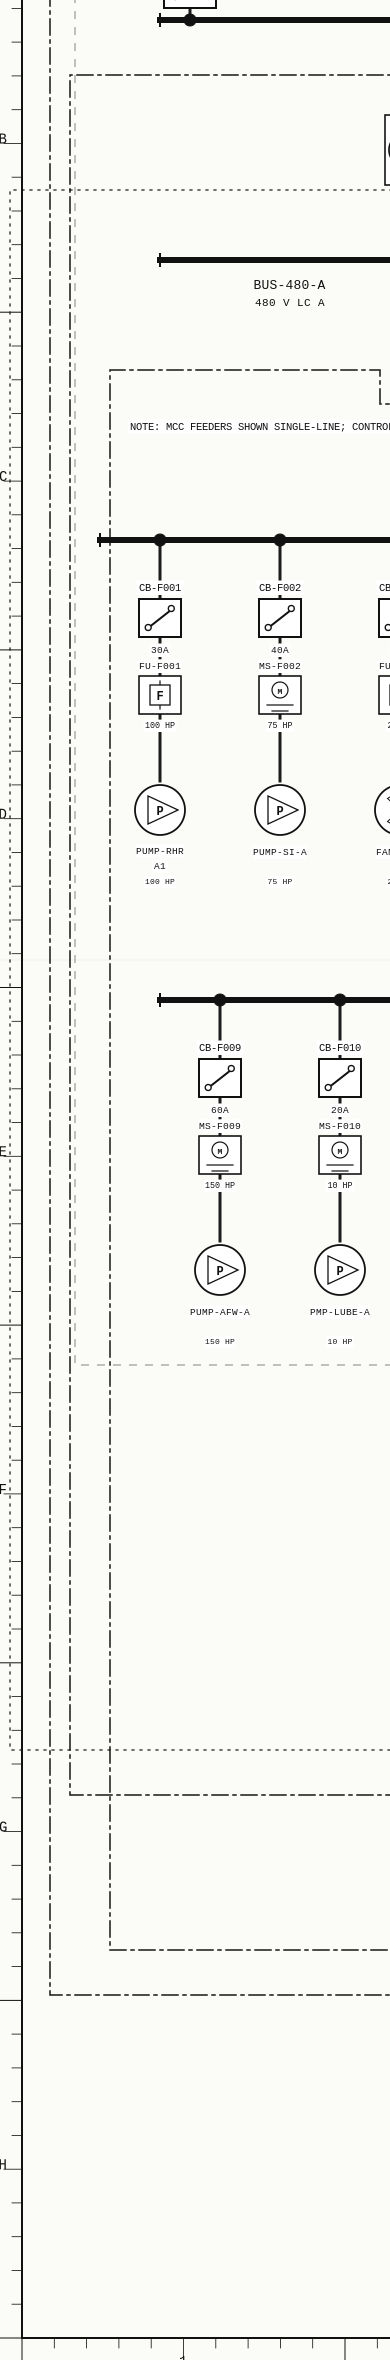 B
BUS-480-A
480 V LC A
NOTE: MCC FEEDERS SHOWN SINGLE-LINE;
C
CB-F001
CB-F002
30A
40A
FU-F001
MS-F002
F
M
100 HP
75 HP
D
P
P
PUMP-RHR
A1
PUMP-SI-A
100 HP
75 HP
CB-F009
CB-F010
60A
20A
E
MS-F009
MS-F010
M
M
150 HP
10 HP
P
P
PUMP-AFW-A
PMP-LUBE-A
150 HP
10 HP
F
G
H